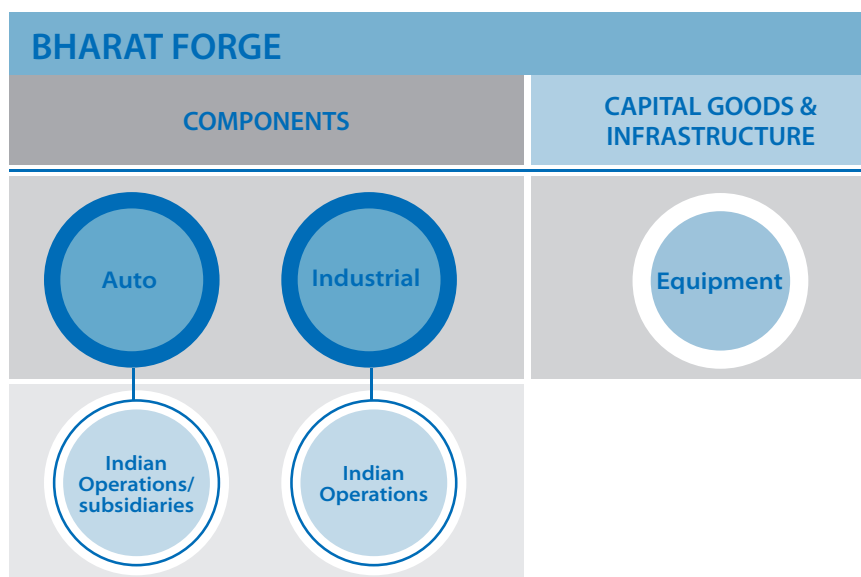 BHARAT FORGE
COMPONENTS
CAPITAL GOODS &
INFRASTRUCTURE
Auto
Industrial
Equipment
Indian
Operations/
subsidiaries
Indian
Operations